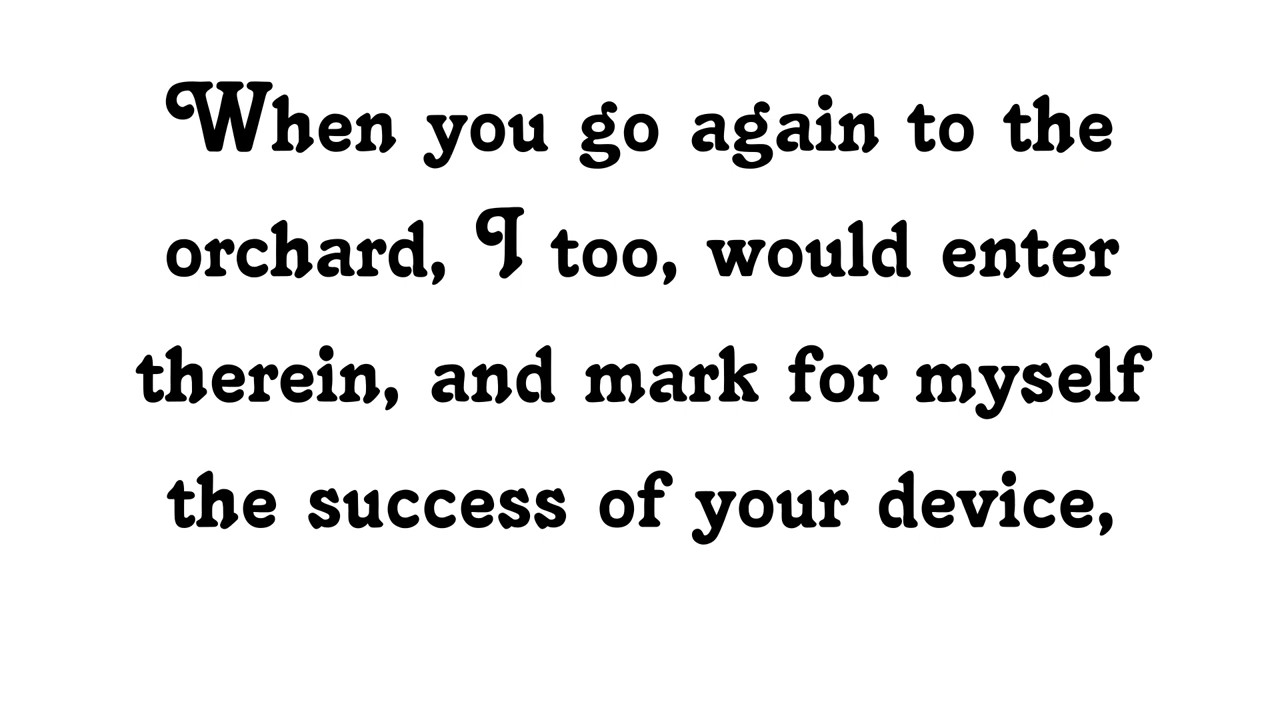 When you go again to the
orchard, I too, would enter
therein, and mark for myself
the success of your device,